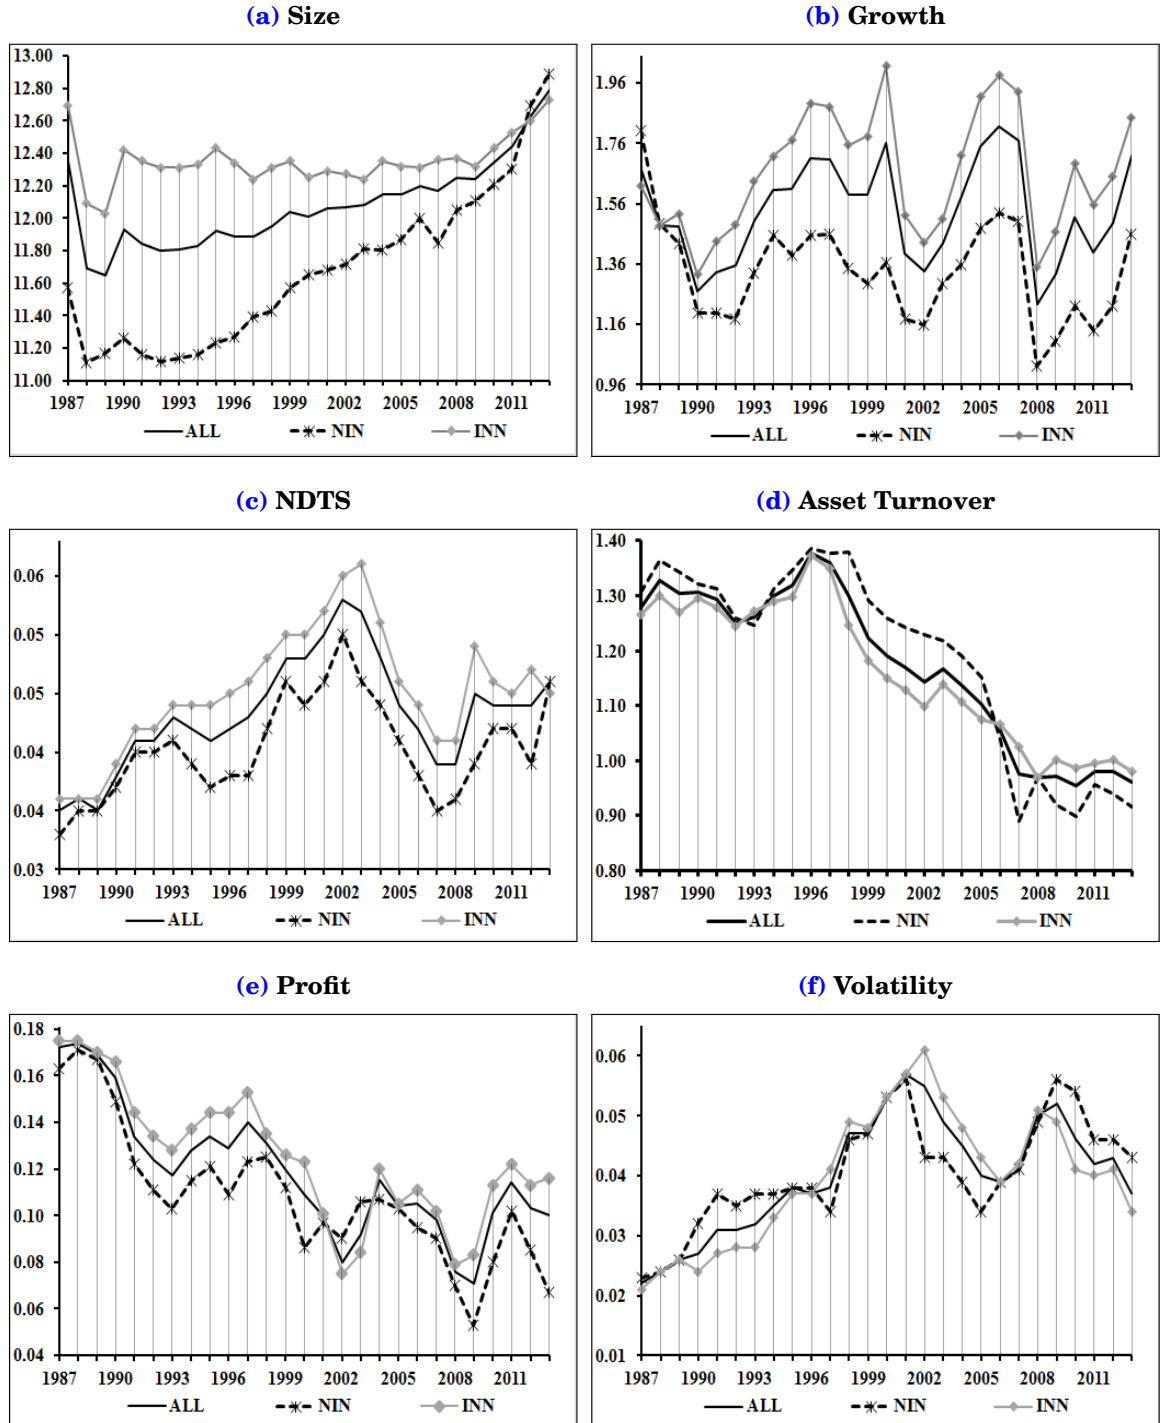 (a) Size
13.00
12.80
12.60
12.40
12.20
12.00
11.80
11.60
11.40
11.20
11.00
1987 1990 1993 1996 1999 2002 2005 2008 2011
ALL NIN INN
(b) Growth
1.96
1.76
1.56
1.36
1.16
0.96
1987 1990 1993 1996 1999 2002 2005 2008 2011
ALL NIN INN
(c) NDTS
0.06
0.05
0.05
0.04
0.04
0.03
1987 1990 1993 1996 1999 2002 2005 2008 2011
ALL NIN INN
(d) Asset Turnover
1.40
1.30
1.20
1.10
1.00
0.90
0.80
1987 1990 1993 1996 1999 2002 2005 2008 2011
ALL NIN INN
(e) Profit
0.18
0.16
0.14
0.12
0.10
0.08
0.06
0.04
1987 1990 1993 1996 1999 2002 2005 2008 2011
ALL NIN INN
(f) Volatility
0.06
0.05
0.04
0.03
0.02
0.01
1987 1990 1993 1996 1999 2002 2005 2008 2011
ALL NIN INN